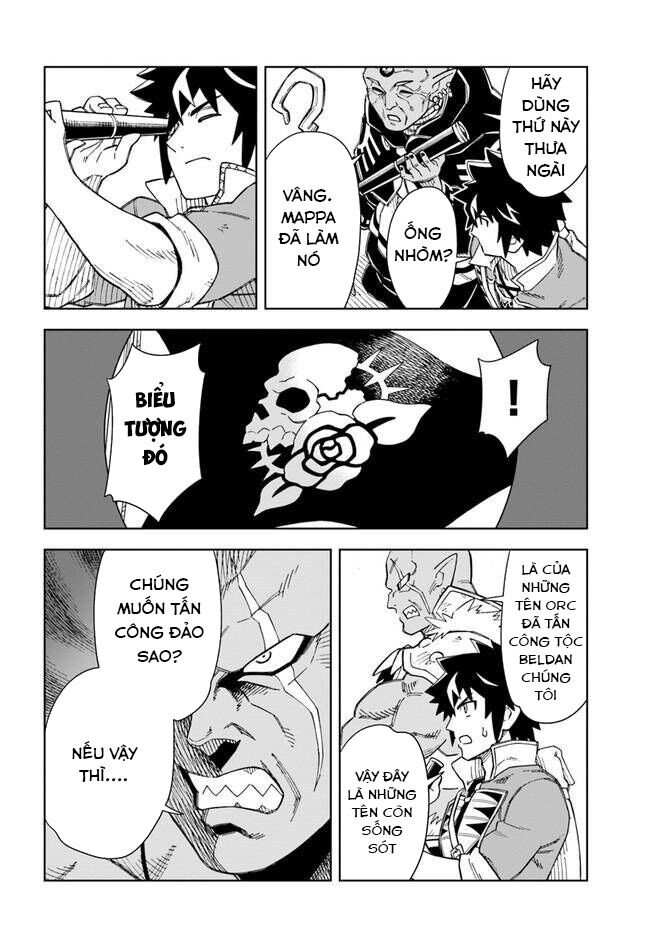 HÃY
DÙNG
THỨ NÀY
THƯA
NGÀI
ỐNG
NHÒM?
VÂNG.
MAPPA
ĐÃ LÀM
NÓ
!
BIỂU
TƯỢNG
ĐÓ
LÀ CỦA
NHỮNG
TÊN ORC
ĐÃ TẤN
CÔNG TỘC
BELDAN
CHÚNG
TÔI
VẬY ĐÂY
LÀ NHỮNG
TÊN CÒN
SỐNG
SÓT
CHÚNG
MUỐN TẤN
CÔNG ĐẢO
SAO?
NẾU VẬY
THÌ....